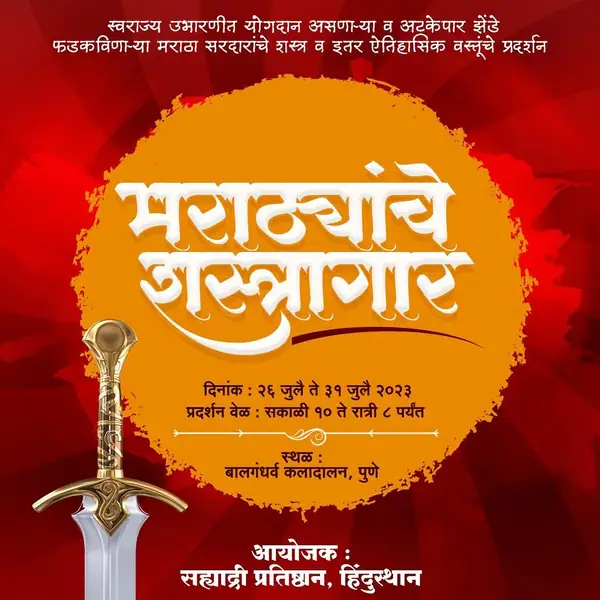 स्वराज्य उभारणीत योगदान असणाऱ्या व अटकेपार झेंडे
फडकविणाऱ्या मराठा सरदारांचे शस्त्र व इतर ऐतिहासिक वस्तूंचे प्रदर्शन
मराठ्यांचे
शस्त्रागार
दिनांक : २६ जुलै ते ३१ जुलै २०२३
प्रदर्शन वेळ : सकाळी १० ते रात्री ८ पर्यंत
स्थळ :
बालगंधर्व कलादालन, पुणे
आयोजक :
सह्याद्री प्रतिष्ठान, हिंदुस्थान